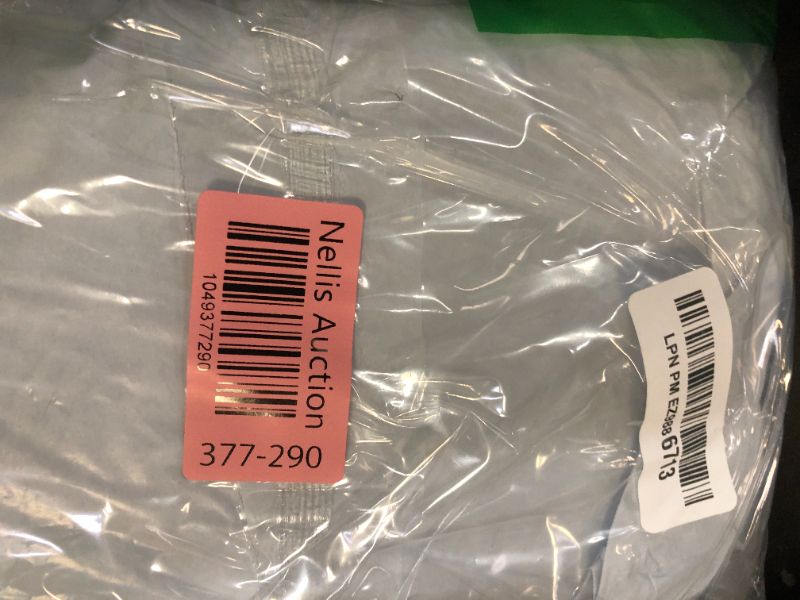 Nellis Auction
1049377290
377-290
LPN PM EZ988 6713